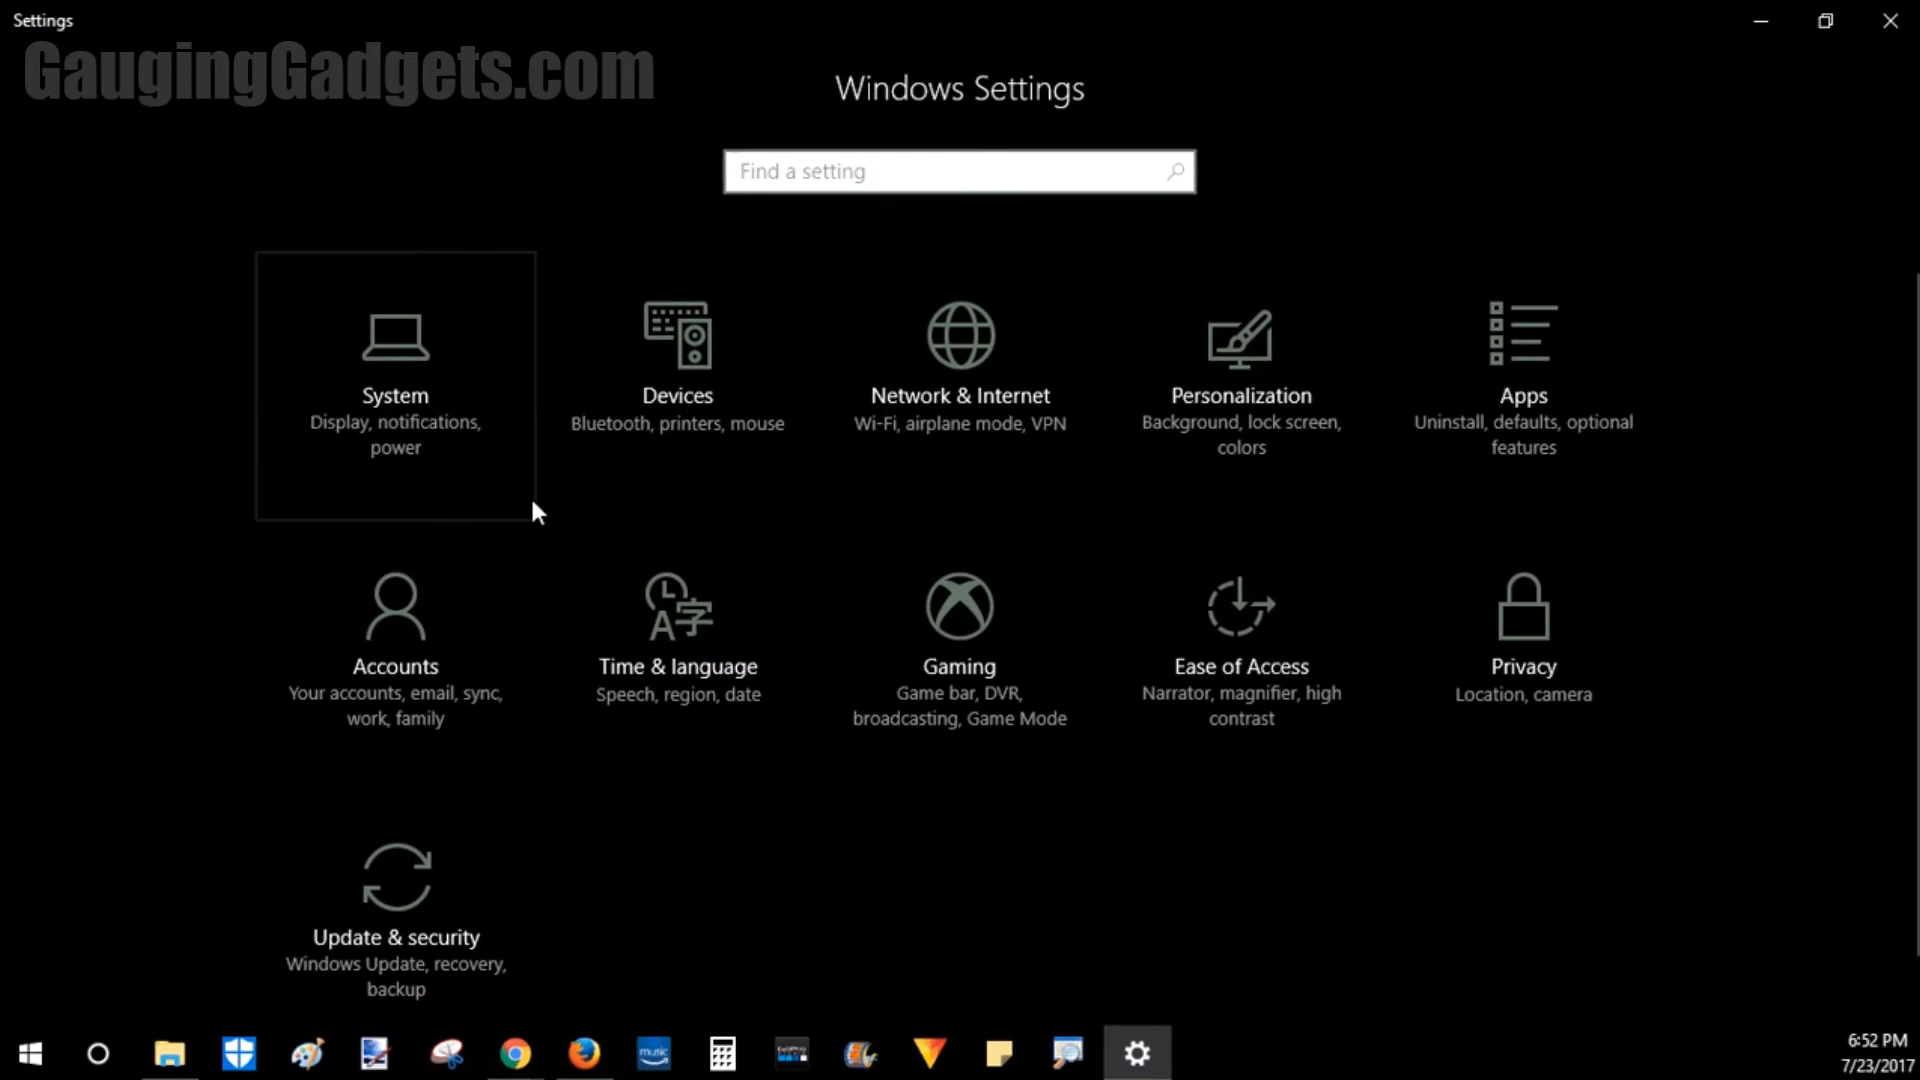 Settings
GaugingGadgets.com
Windows Settings
Find a setting
System
Display, notifications,
power
Devices
Bluetooth, printers, mouse
Network & Internet
Wi-Fi, airplane mode, VPN
Personalization
Background, lock screen,
colors
Apps
Uninstall, defaults, optional
features
Accounts
Your accounts, email, sync,
work, family
Time & language
Speech, region, date
Gaming
Game bar, DVR,
broadcasting, Game Mode
Ease of Access
Narrator, magnifier, high
contrast
Privacy
Location, camera
Update & security
Windows Update, recovery,
backup
music
6:52 PM
7/23/2017